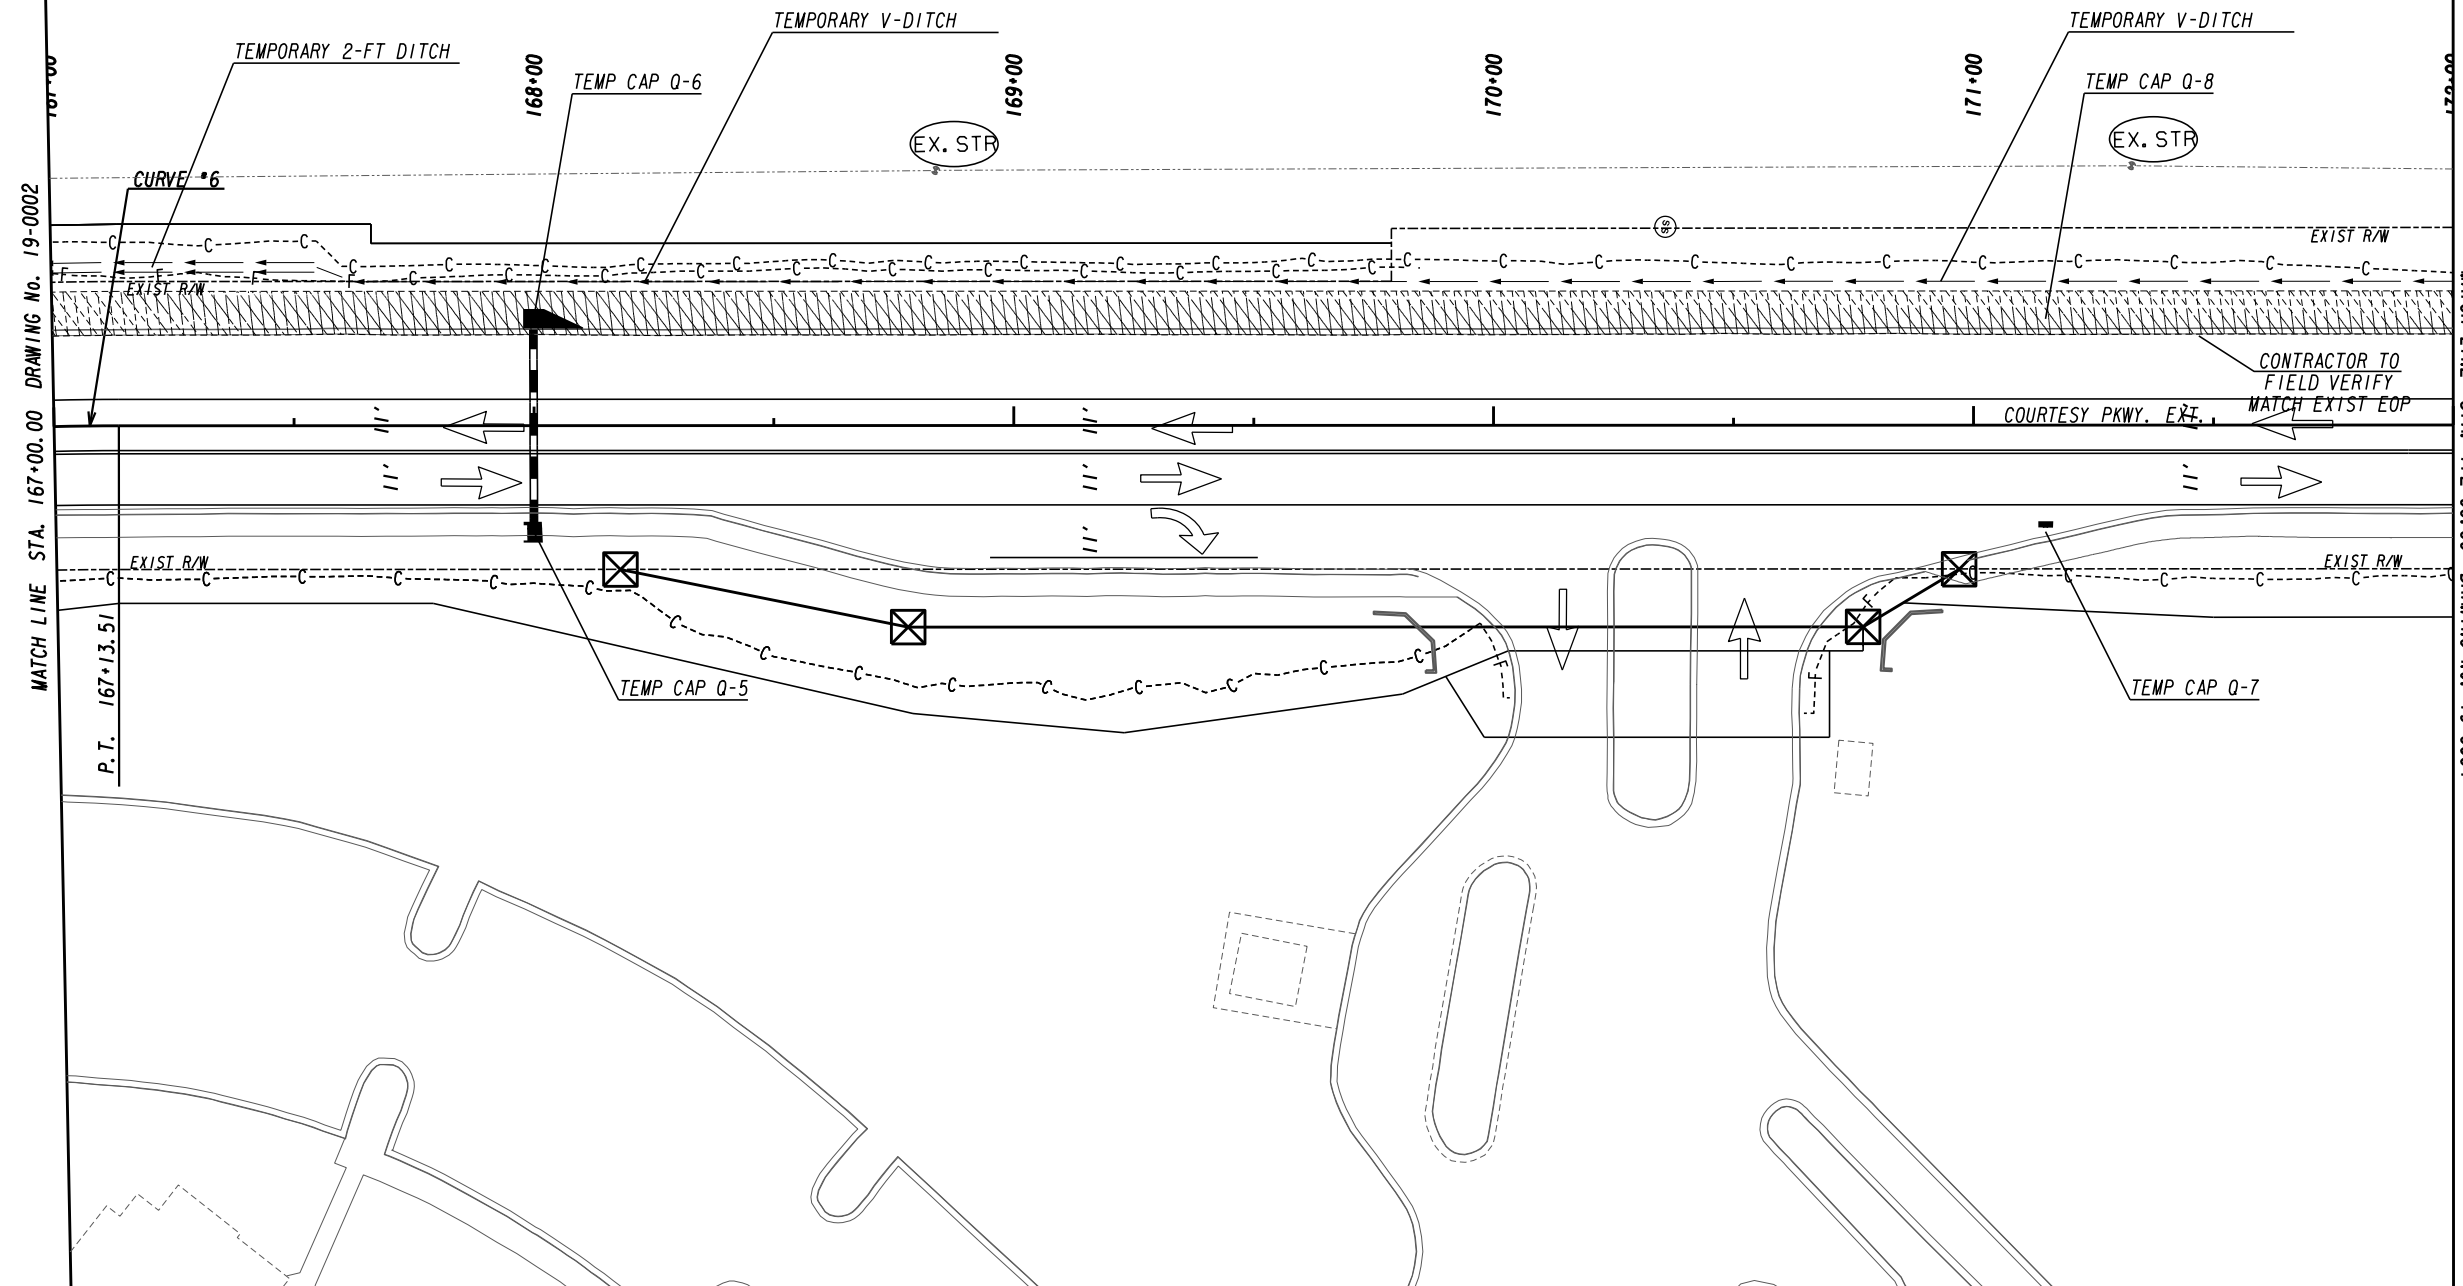 TEMPORARY V-DITCH
TEMPORARY V-DITCH
TEMPORARY 2-FT DITCH
TEMP CAP Q-6
TEMP CAP Q-8
168+00
169+00
170+00
171+00
EX. STR
EX. STR
CURVE #6
SS
EXIST R/W
C C C C C C C C C C C C C C C C C C C C C C C C C C C
C C C C C C C C C C C
F F F F
EXIST R/W
CONTRACTOR TO
FIELD VERIFY
MATCH EXIST EOP
COURTESY PKWY. EXT.
11' 11' 11'
11' 11' 11'
11'
EXIST R/W
EXIST R/W
C C C C C C C C C C C C C C C C C C C C
F F F
TEMP CAP Q-5
TEMP CAP Q-7
P.T. 167+13.51
MATCH LINE STA. 167+00.00 DRAWING No. 19-0002